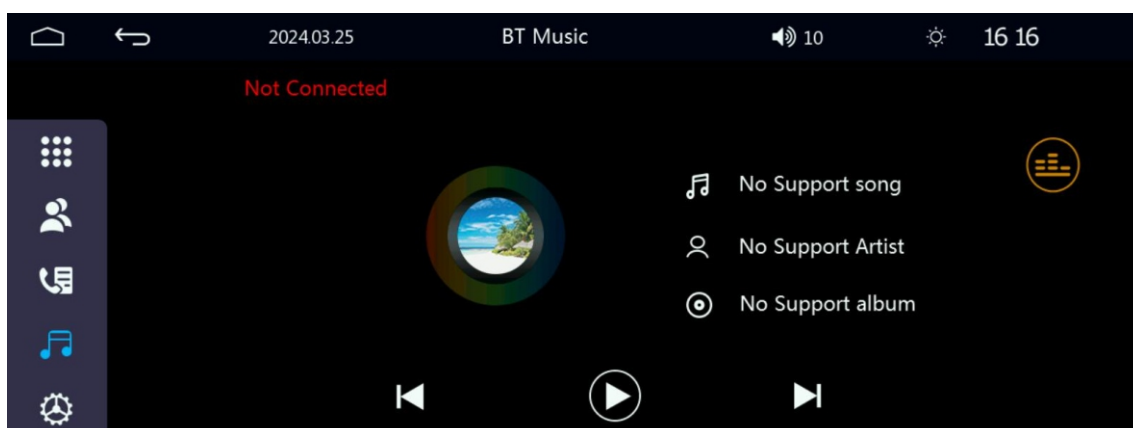 2024.03.25 BT Music 10 16 16
Not Connected
No Support song
No Support Artist
No Support album